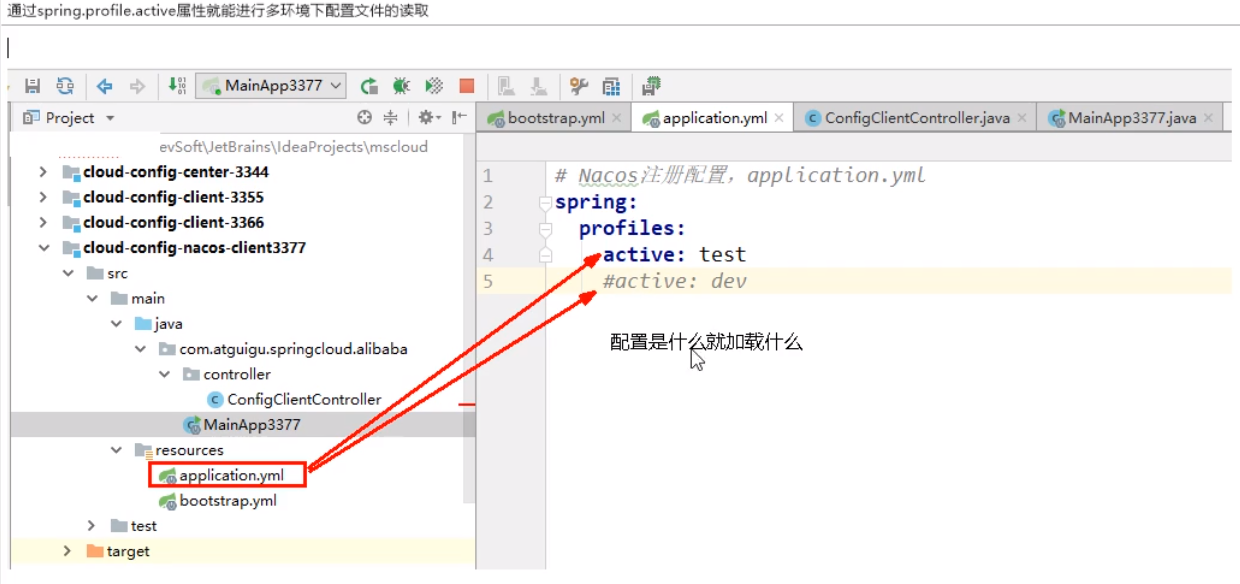 通过spring.profile.active属性就能进行多环境下配置文件的读取
MainApp3377
Project
evSoft\JetBrains\IdeaProjects\mscloud
cloud-config-center-3344
cloud-config-client-3355
cloud-config-client-3366
cloud-config-nacos-client3377
src
main
java
com.atguigu.springcloud.alibaba
controller
ConfigClientController
MainApp3377
resources
application.yml
bootstrap.yml
test
target
bootstrap.yml
application.yml
ConfigClientController.java
MainApp3377.java
1 # Nacos注册配置，application.yml
2 spring:
3 profiles:
4 active: test
5 #active: dev
配置是什么就加载什么